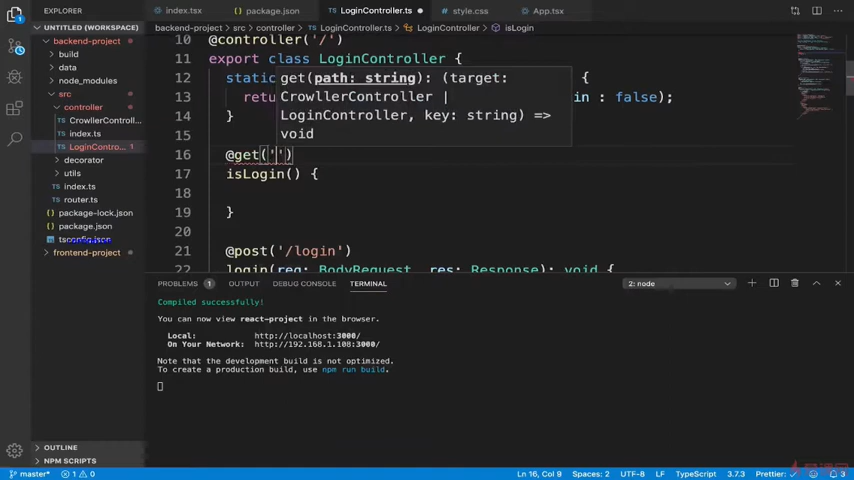 EXPLORER
index.tsx
package.json
LoginController.ts
style.css
App.tsx
UNTITLED (WORKSPACE)
backend-project > src > controller > LoginController.ts > LoginController > isLogin
backend-project
build
data
node_modules
src
controller
CrowllerControll...
index.ts
LoginContro... 1
decorator
utils
index.ts
router.ts
package-lock.json
package.json
tsconfig.json
frontend-project
10 @controller('/')
11 export class LoginController {
12 static {
13 retu in : false);
14 }
15
16 @get('')
17 isLogin() {
18
19 }
20
21 @post('/login')
22 login(req: BodyRequest, res: Response): void {
get(path: string): (target:
CrowllerController |
LoginController, key: string) =>
void
PROBLEMS 1 OUTPUT DEBUG CONSOLE TERMINAL 2: node
Compiled successfully!
You can now view react-project in the browser.
Local: http://localhost:3000/
On Your Network: http://192.168.1.108:3000/
Note that the development build is not optimized.
To create a production build, use npm run build.
OUTLINE
NPM SCRIPTS
master* 1 0 Ln 16, Col 9 Spaces: 2 UTF-8 LF TypeScript 3.7.3 Prettier: ✓ 3